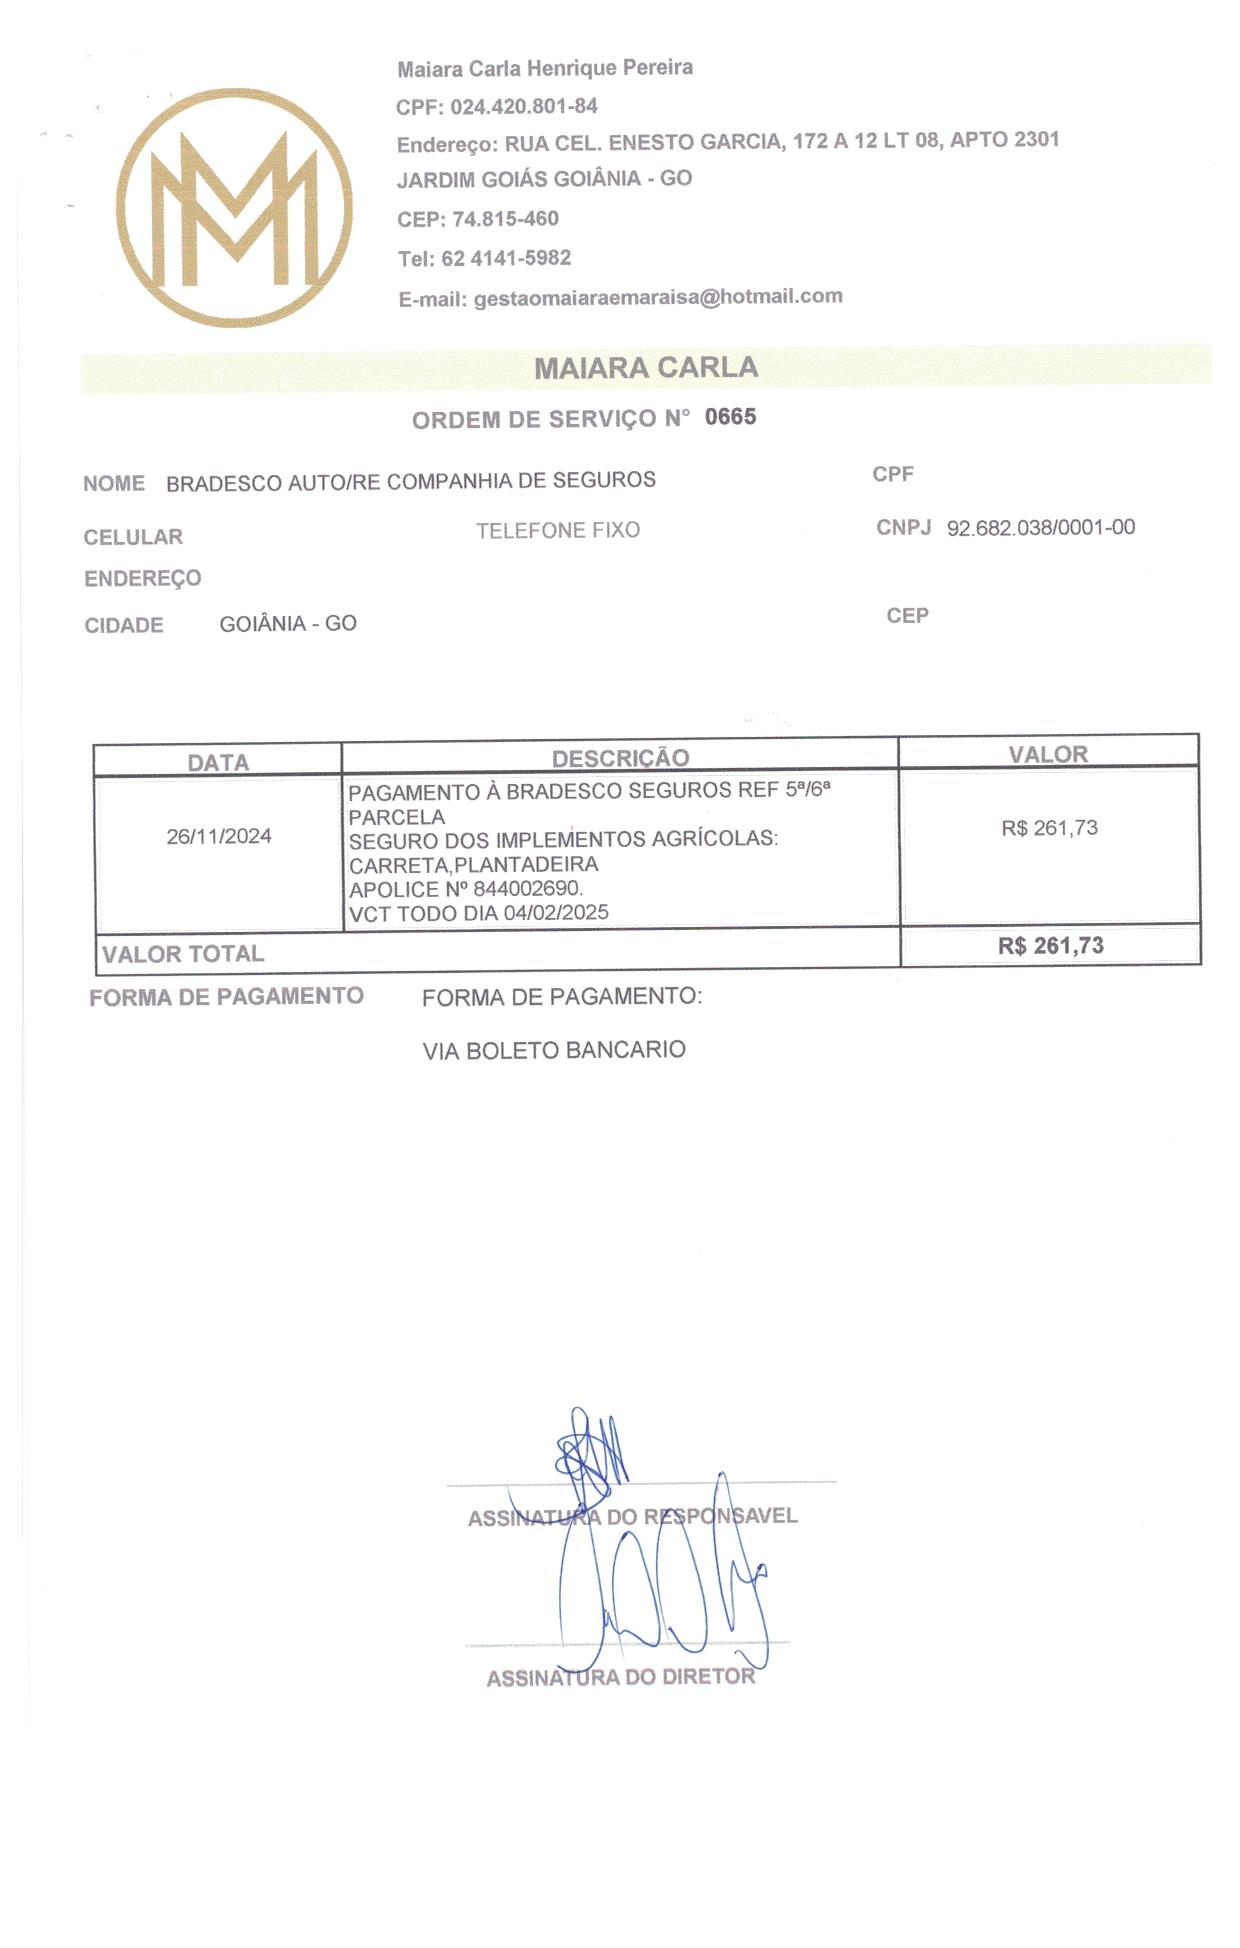 Maiara Carla Henrique Pereira
CPF: 024.420.801-84
Endereço: RUA CEL. ENESTO GARCIA, 172 A 12 LT 08, APTO 2301
JARDIM GOIÁS GOIÂNIA - GO
CEP: 74.815-460
Tel: 62 4141-5982
E-mail: gestaomaiaraemaraisa@hotmail.com
MAIARA CARLA
ORDEM DE SERVIÇO N° 0665
NOME BRADESCO AUTO/RE COMPANHIA DE SEGUROS CPF
CELULAR TELEFONE FIXO CNPJ 92.682.038/0001-00
ENDEREÇO
CIDADE GOIÂNIA - GO CEP
DATA DESCRIÇÃO VALOR
PAGAMENTO À BRADESCO SEGUROS REF 5ª/6ª
PARCELA
26/11/2024 SEGURO DOS IMPLEMENTOS AGRÍCOLAS: R$ 261,73
CARRETA,PLANTADEIRA
APOLICE Nº 844002690.
VCT TODO DIA 04/02/2025
VALOR TOTAL R$ 261,73
FORMA DE PAGAMENTO FORMA DE PAGAMENTO:
VIA BOLETO BANCARIO
ASSINATURA DO RESPONSAVEL
ASSINATURA DO DIRETOR